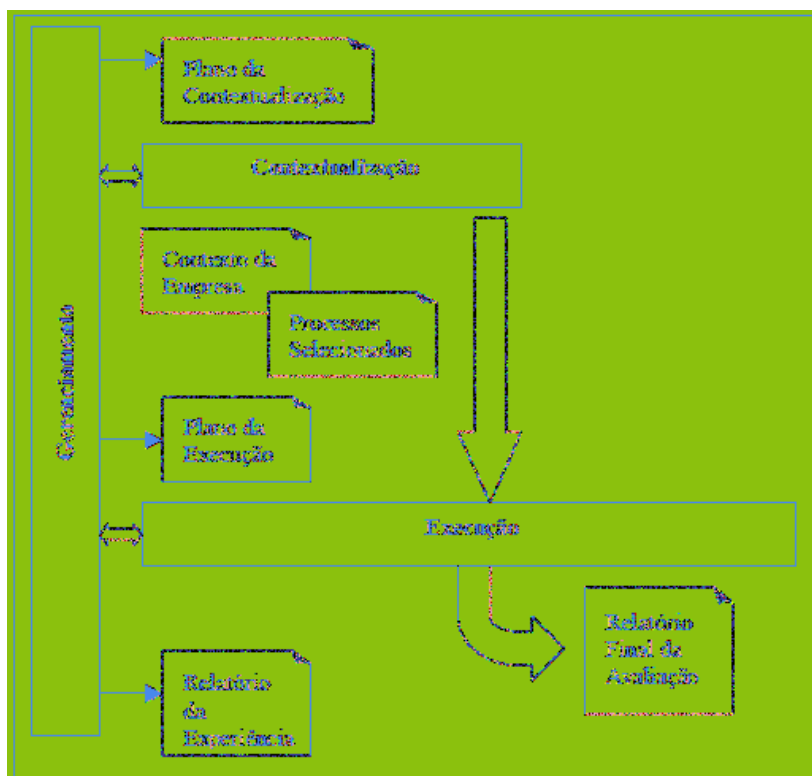 Plano da
Contextualização
Contextualização
Contexto da
Empresa
Processos
Selecionados
Gerenciamento
Plano da
Execução
Execução
Relatório
Final da
Avaliação
Relatório
da
Experiência